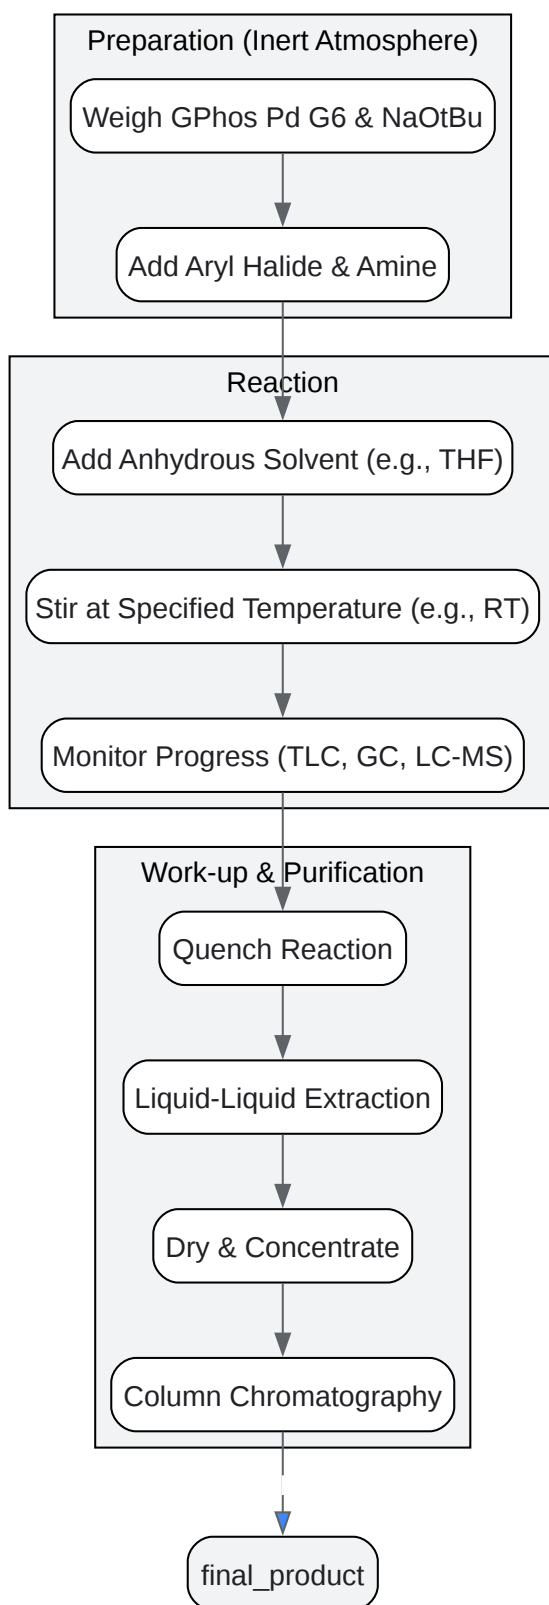 Preparation (Inert Atmosphere)
Weigh GPhos Pd G6 & NaOtBu
Add Aryl Halide & Amine
Reaction
Add Anhydrous Solvent (e.g., THF)
Stir at Specified Temperature (e.g., RT)
Monitor Progress (TLC, GC, LC-MS)
Work-up & Purification
Quench Reaction
Liquid-Liquid Extraction
Dry & Concentrate
Column Chromatography
final_product